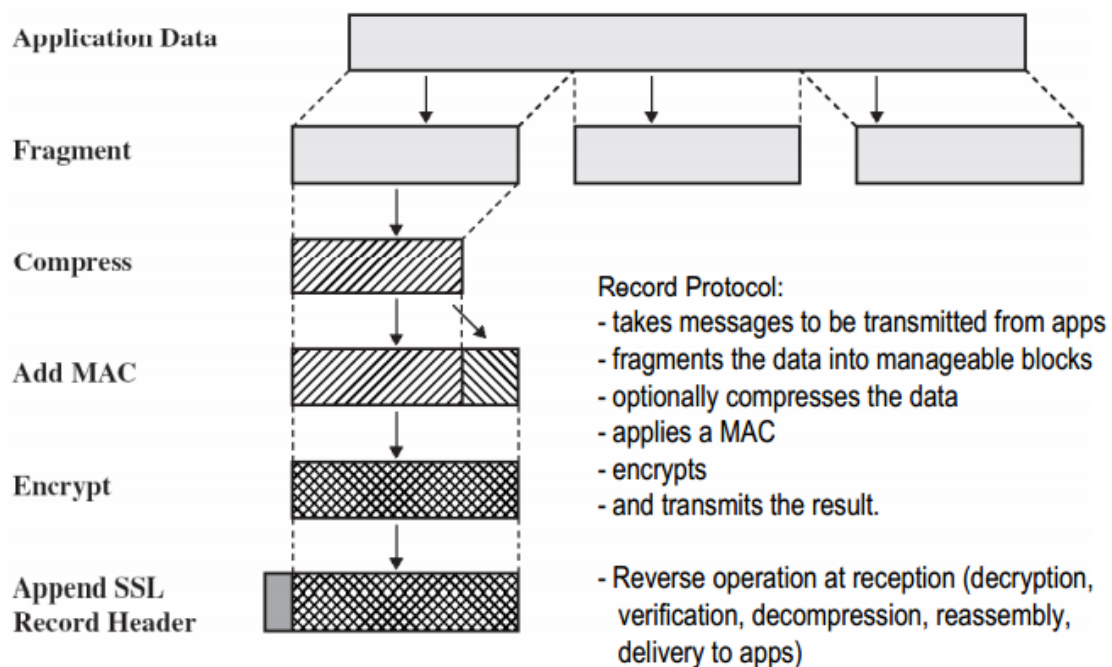 Application Data
Fragment
Compress
Add MAC
Encrypt
Append SSL
Record Header
Record Protocol:
- takes messages to be transmitted from apps
- fragments the data into manageable blocks
- optionally compresses the data
- applies a MAC
- encrypts
- and transmits the result.
- Reverse operation at reception (decryption,
verification, decompression, reassembly,
delivery to apps)